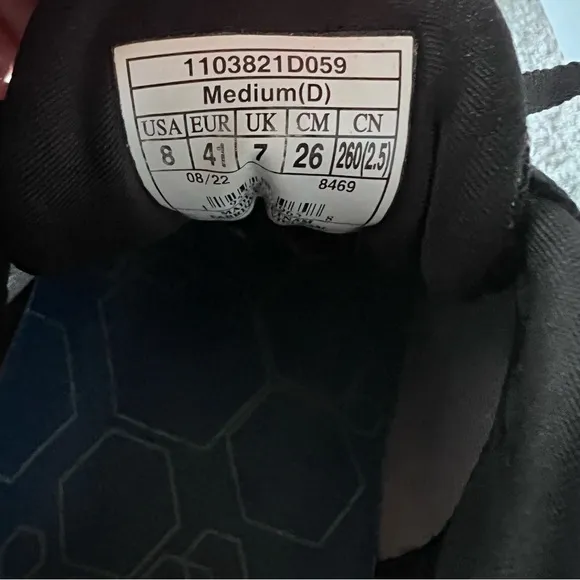 1103821D059
Medium(D)
USA EUR UK CM CN
8 41 7 26 260(2.5)
08/22 8469